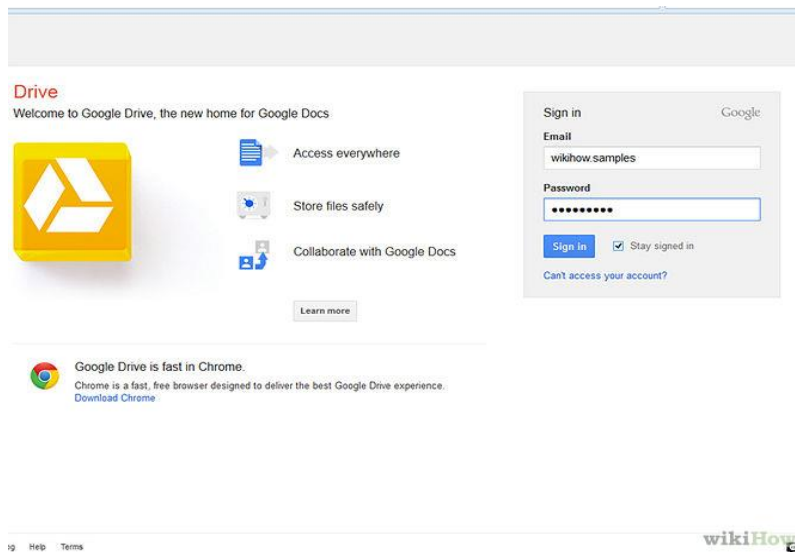 Drive
Welcome to Google Drive, the new home for Google Docs
Access everywhere
Store files safely
Collaborate with Google Docs
Learn more
Sign in Google
Email
wikihow.samples
Password
•••••••••
Sign in Stay signed in
Can't access your account?
Google Drive is fast in Chrome.
Chrome is a fast, free browser designed to deliver the best Google Drive experience.
Download Chrome
Help Terms
wikiHow